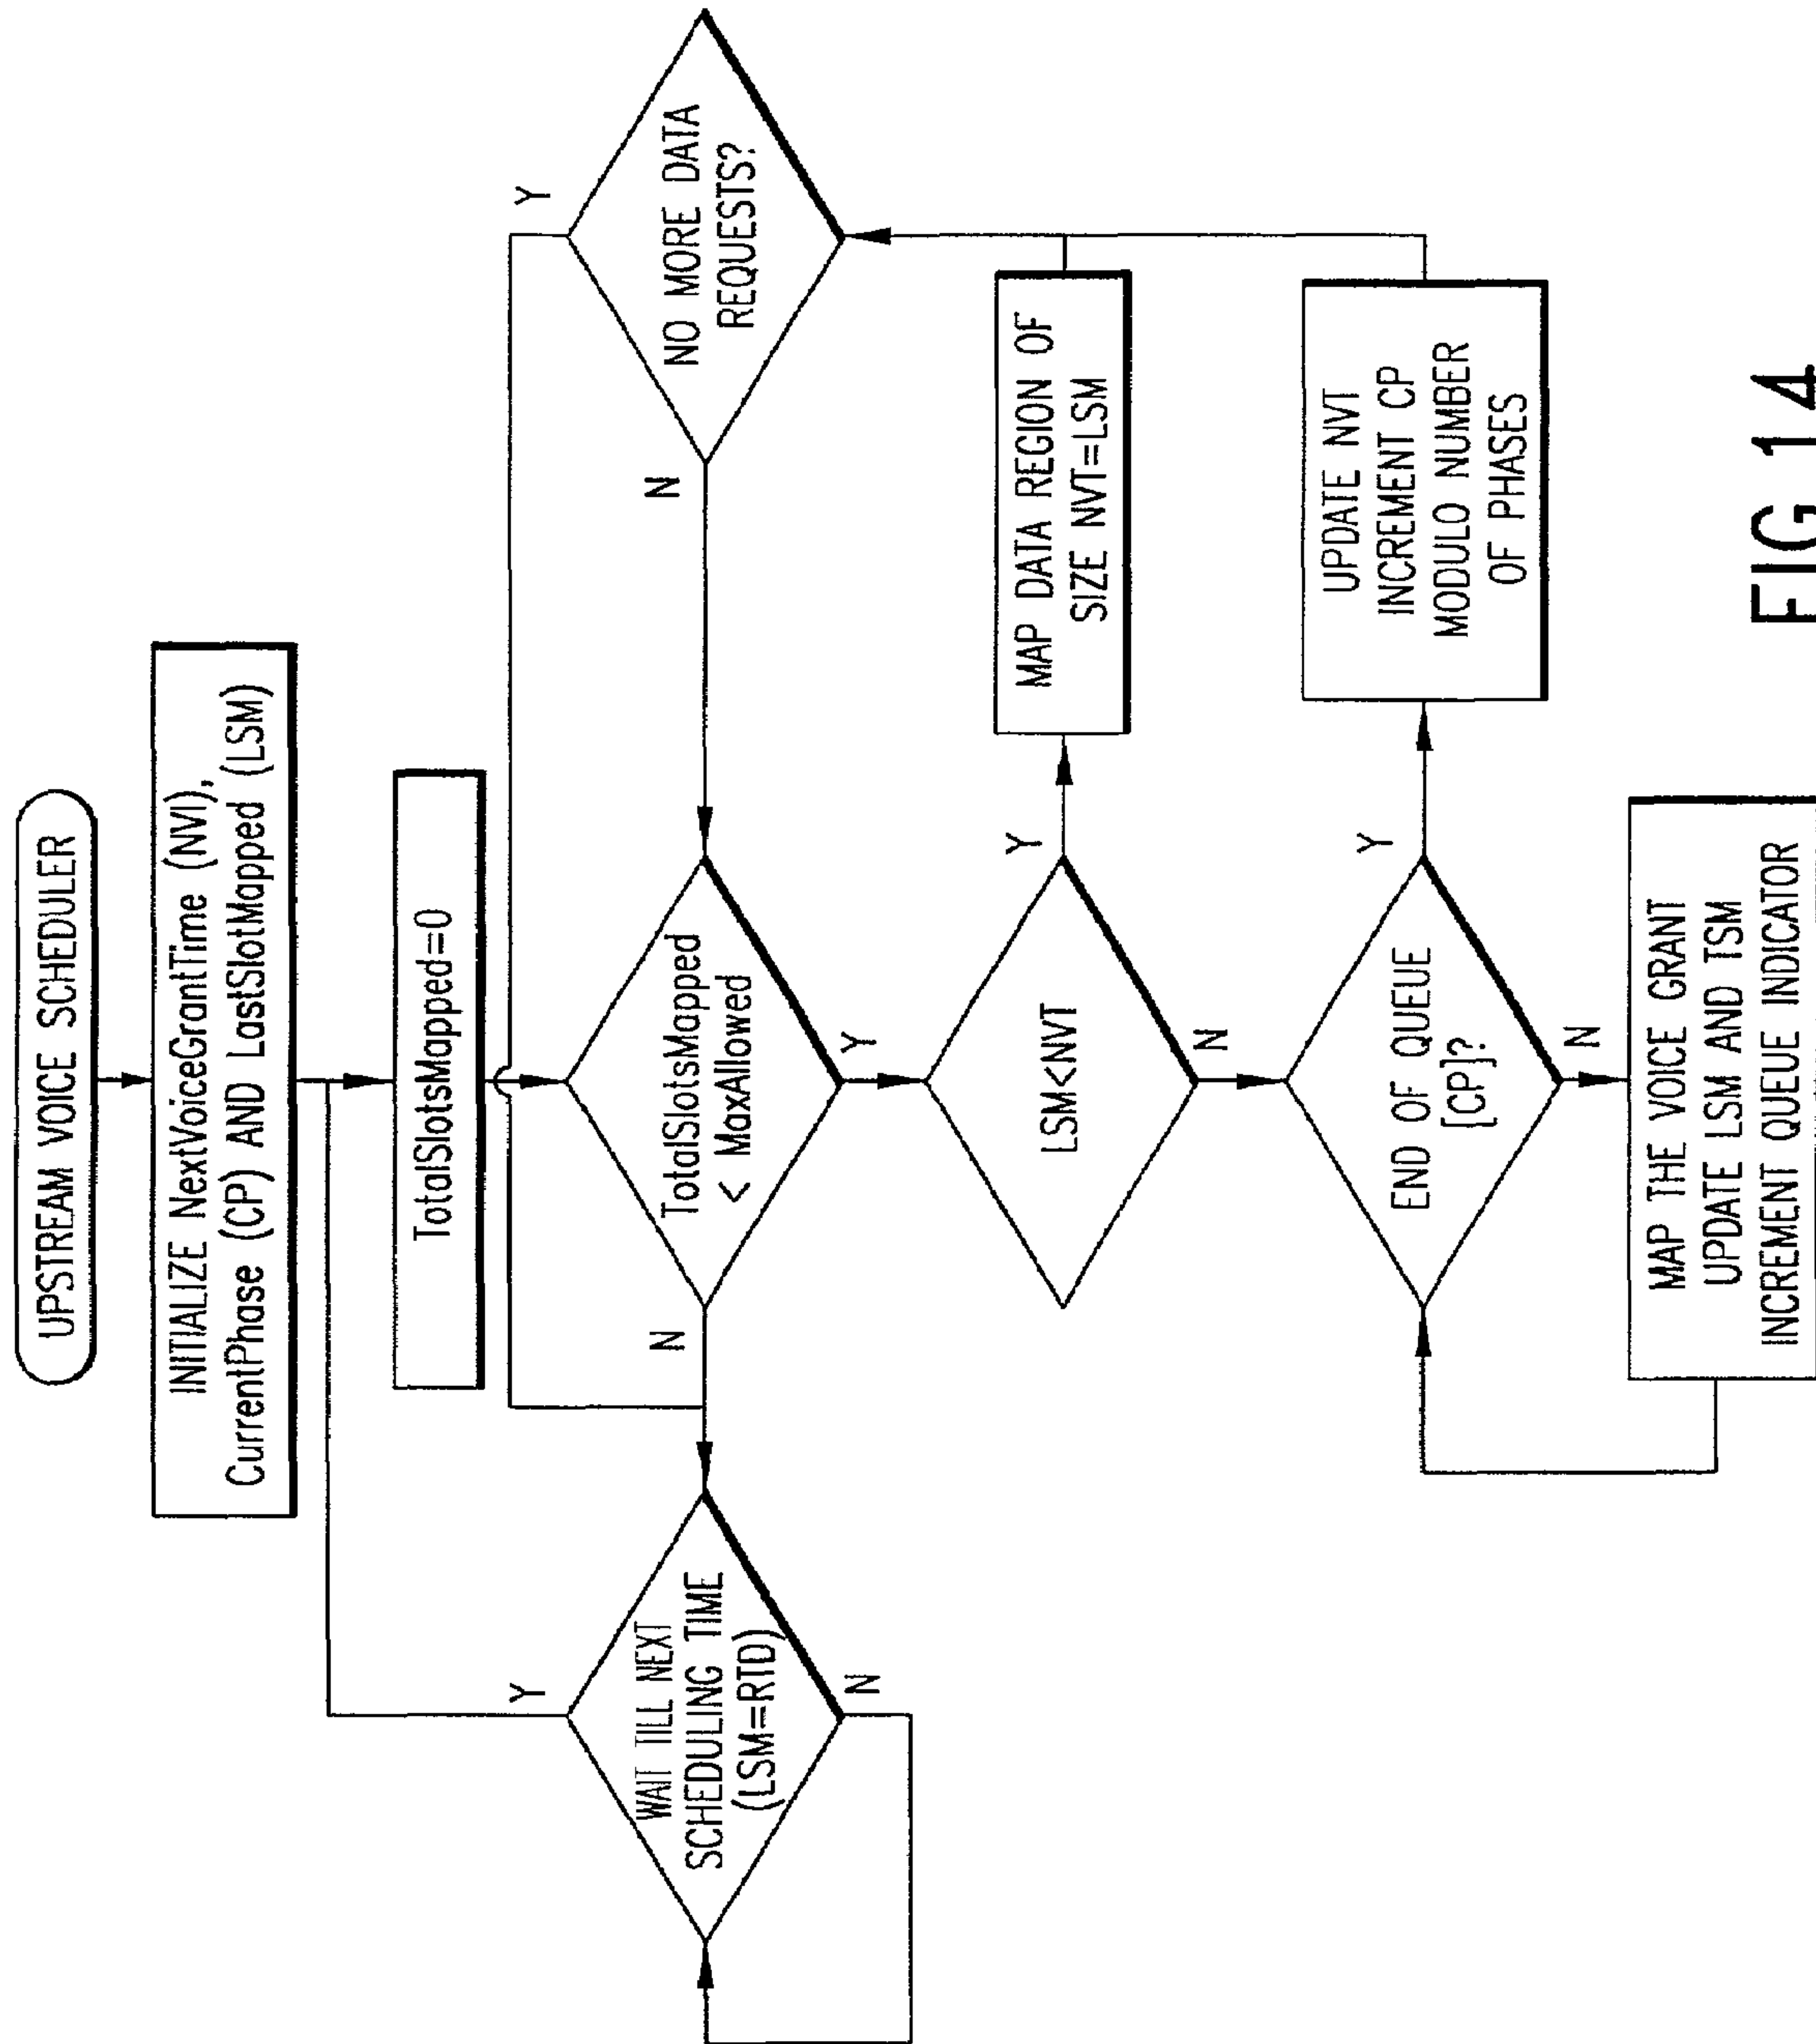 UPSTREAM VOICE SCHEDULER
INITIALIZE NextVoiceGrantTime (NVI),
CurrentPhase (CP) AND LastSlotMapped (LSM)
TotalSlotsMapped=0
WAIT TILL NEXT
SCHEDULING TIME
(LSM=RTD)
Y
N
TotalSlotsMapped
< MaxAllowed
N
Y
NO MORE DATA
REQUESTS?
Y
N
LSM<NVT
Y
N
MAP DATA REGION OF
SIZE NVT=LSM
END OF QUEUE
[CP]?
Y
N
UPDATE NVT
INCREMENT CP
MODULO NUMBER
OF PHASES
MAP THE VOICE GRANT
UPDATE LSM AND TSM
INCREMENT QUEUE INDICATOR
FIG.14